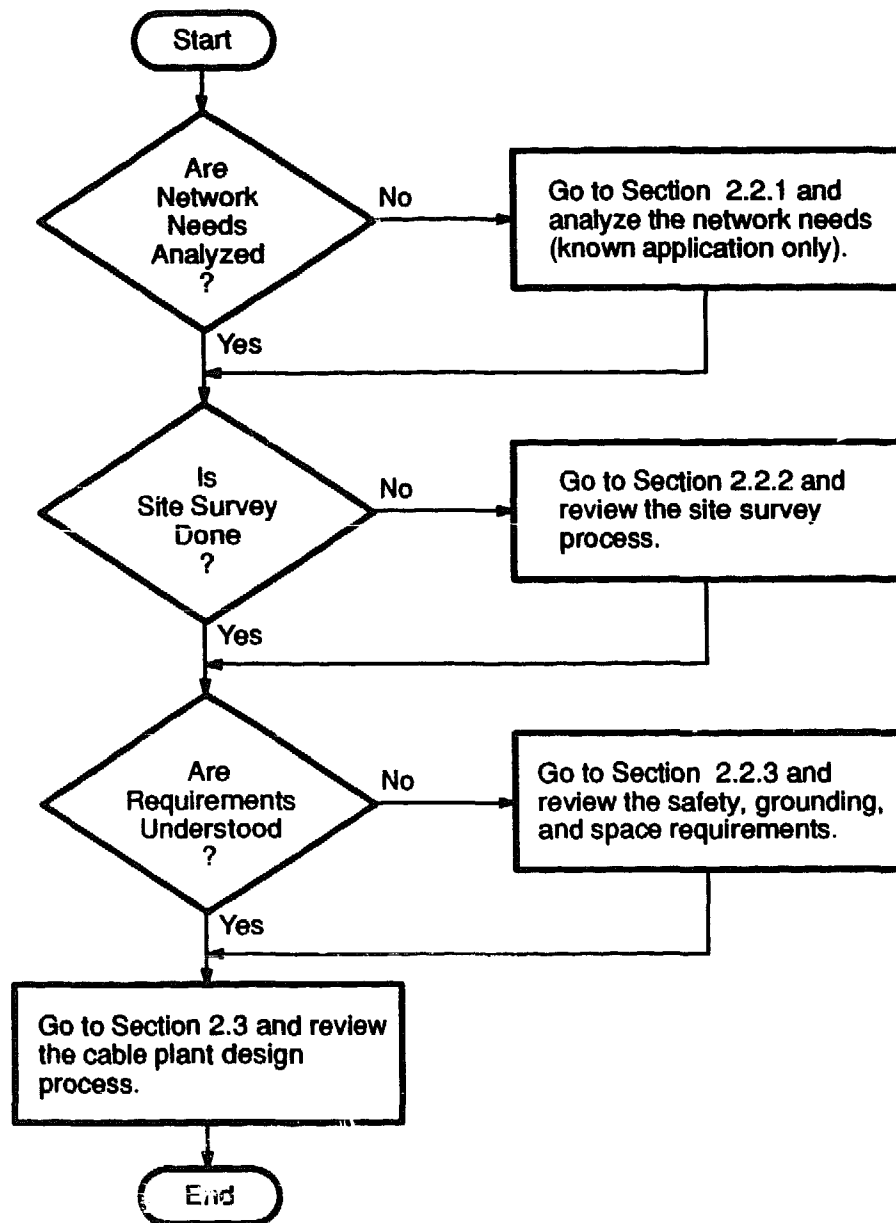 Start
Are
Network
Needs
Analyzed
?
No
Go to Section 2.2.1 and
analyze the network needs
(known application only).
Yes
Is
Site Survey
Done
?
No
Go to Section 2.2.2 and
review the site survey
process.
Yes
Are
Requirements
Understood
?
No
Go to Section 2.2.3 and
review the safety, grounding,
and space requirements.
Yes
Go to Section 2.3 and review
the cable plant design
process.
End